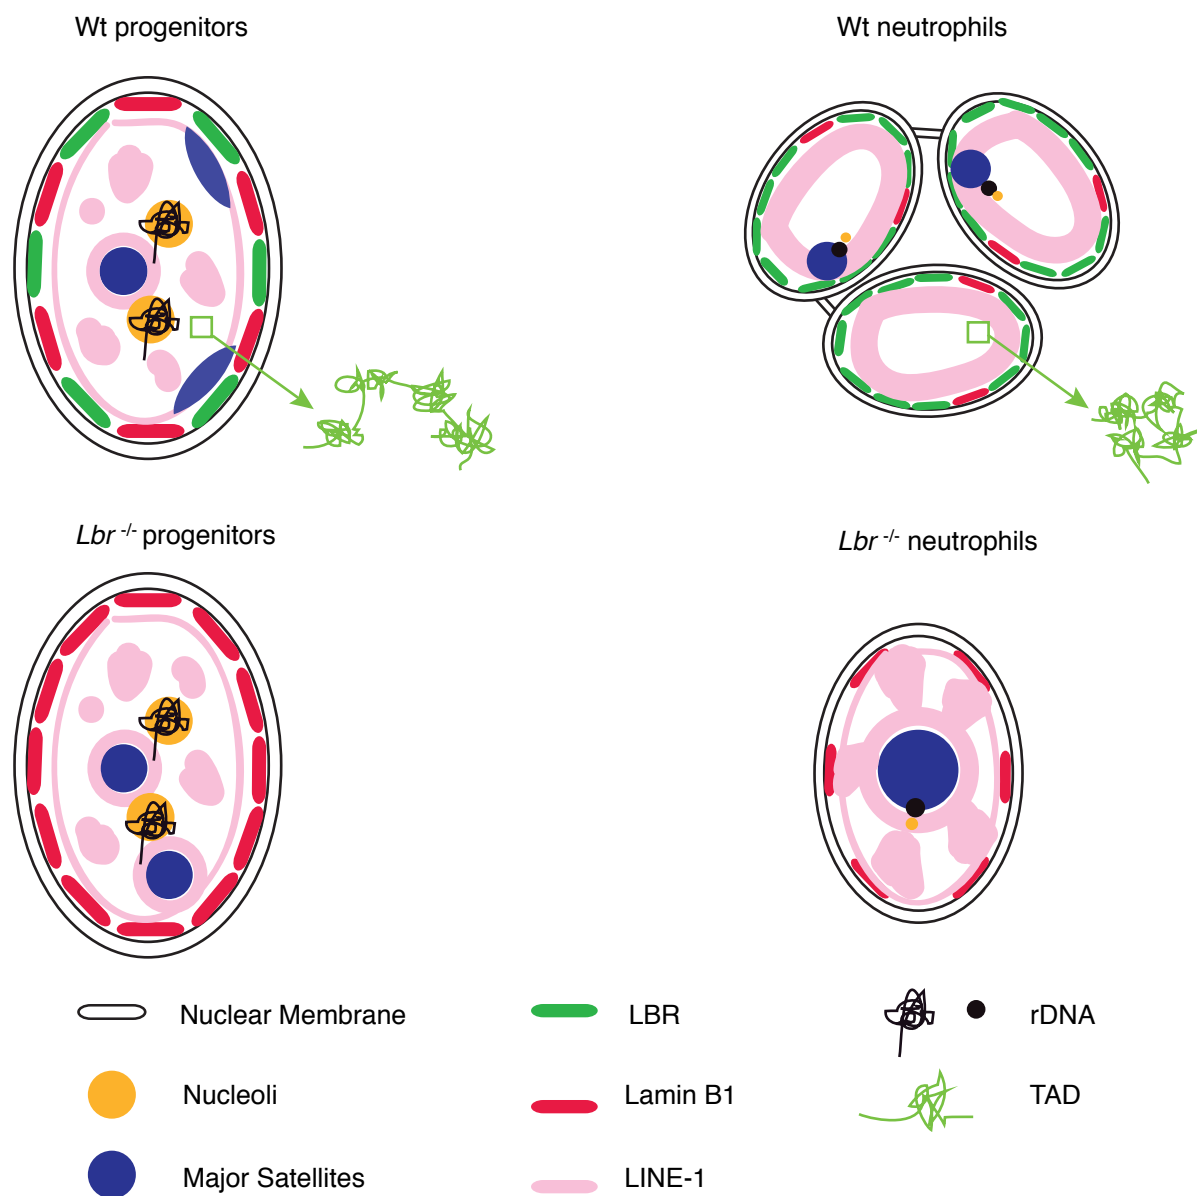 Wt progenitors
Wt neutrophils
Lbr -/- progenitors
Lbr -/- neutrophils
Nuclear Membrane
LBR
rDNA
Nucleoli
Lamin B1
TAD
Major Satellites
LINE-1